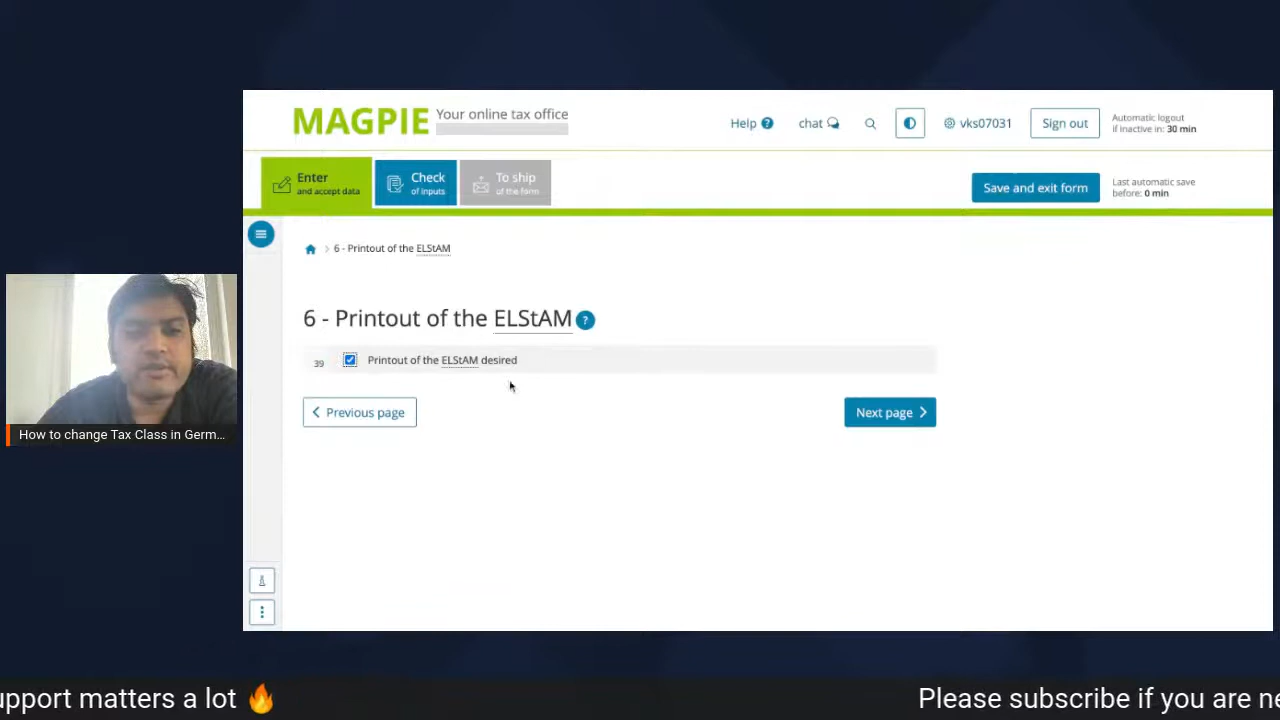 MAGPIE
Your online tax office
Help ?
chat
vks07031
Sign out
Automatic logout
if inactive in: 30 min
Enter
and accept data
Check
of inputs
To ship
of the form
Save and exit form
Last automatic save
before: 0 min
6 - Printout of the ELStAM
6 - Printout of the ELStAM ?
39 Printout of the ELStAM desired
Previous page
Next page
How to change Tax Class in Germ...
upport matters a lot 🔥
Please subscribe if you are ne